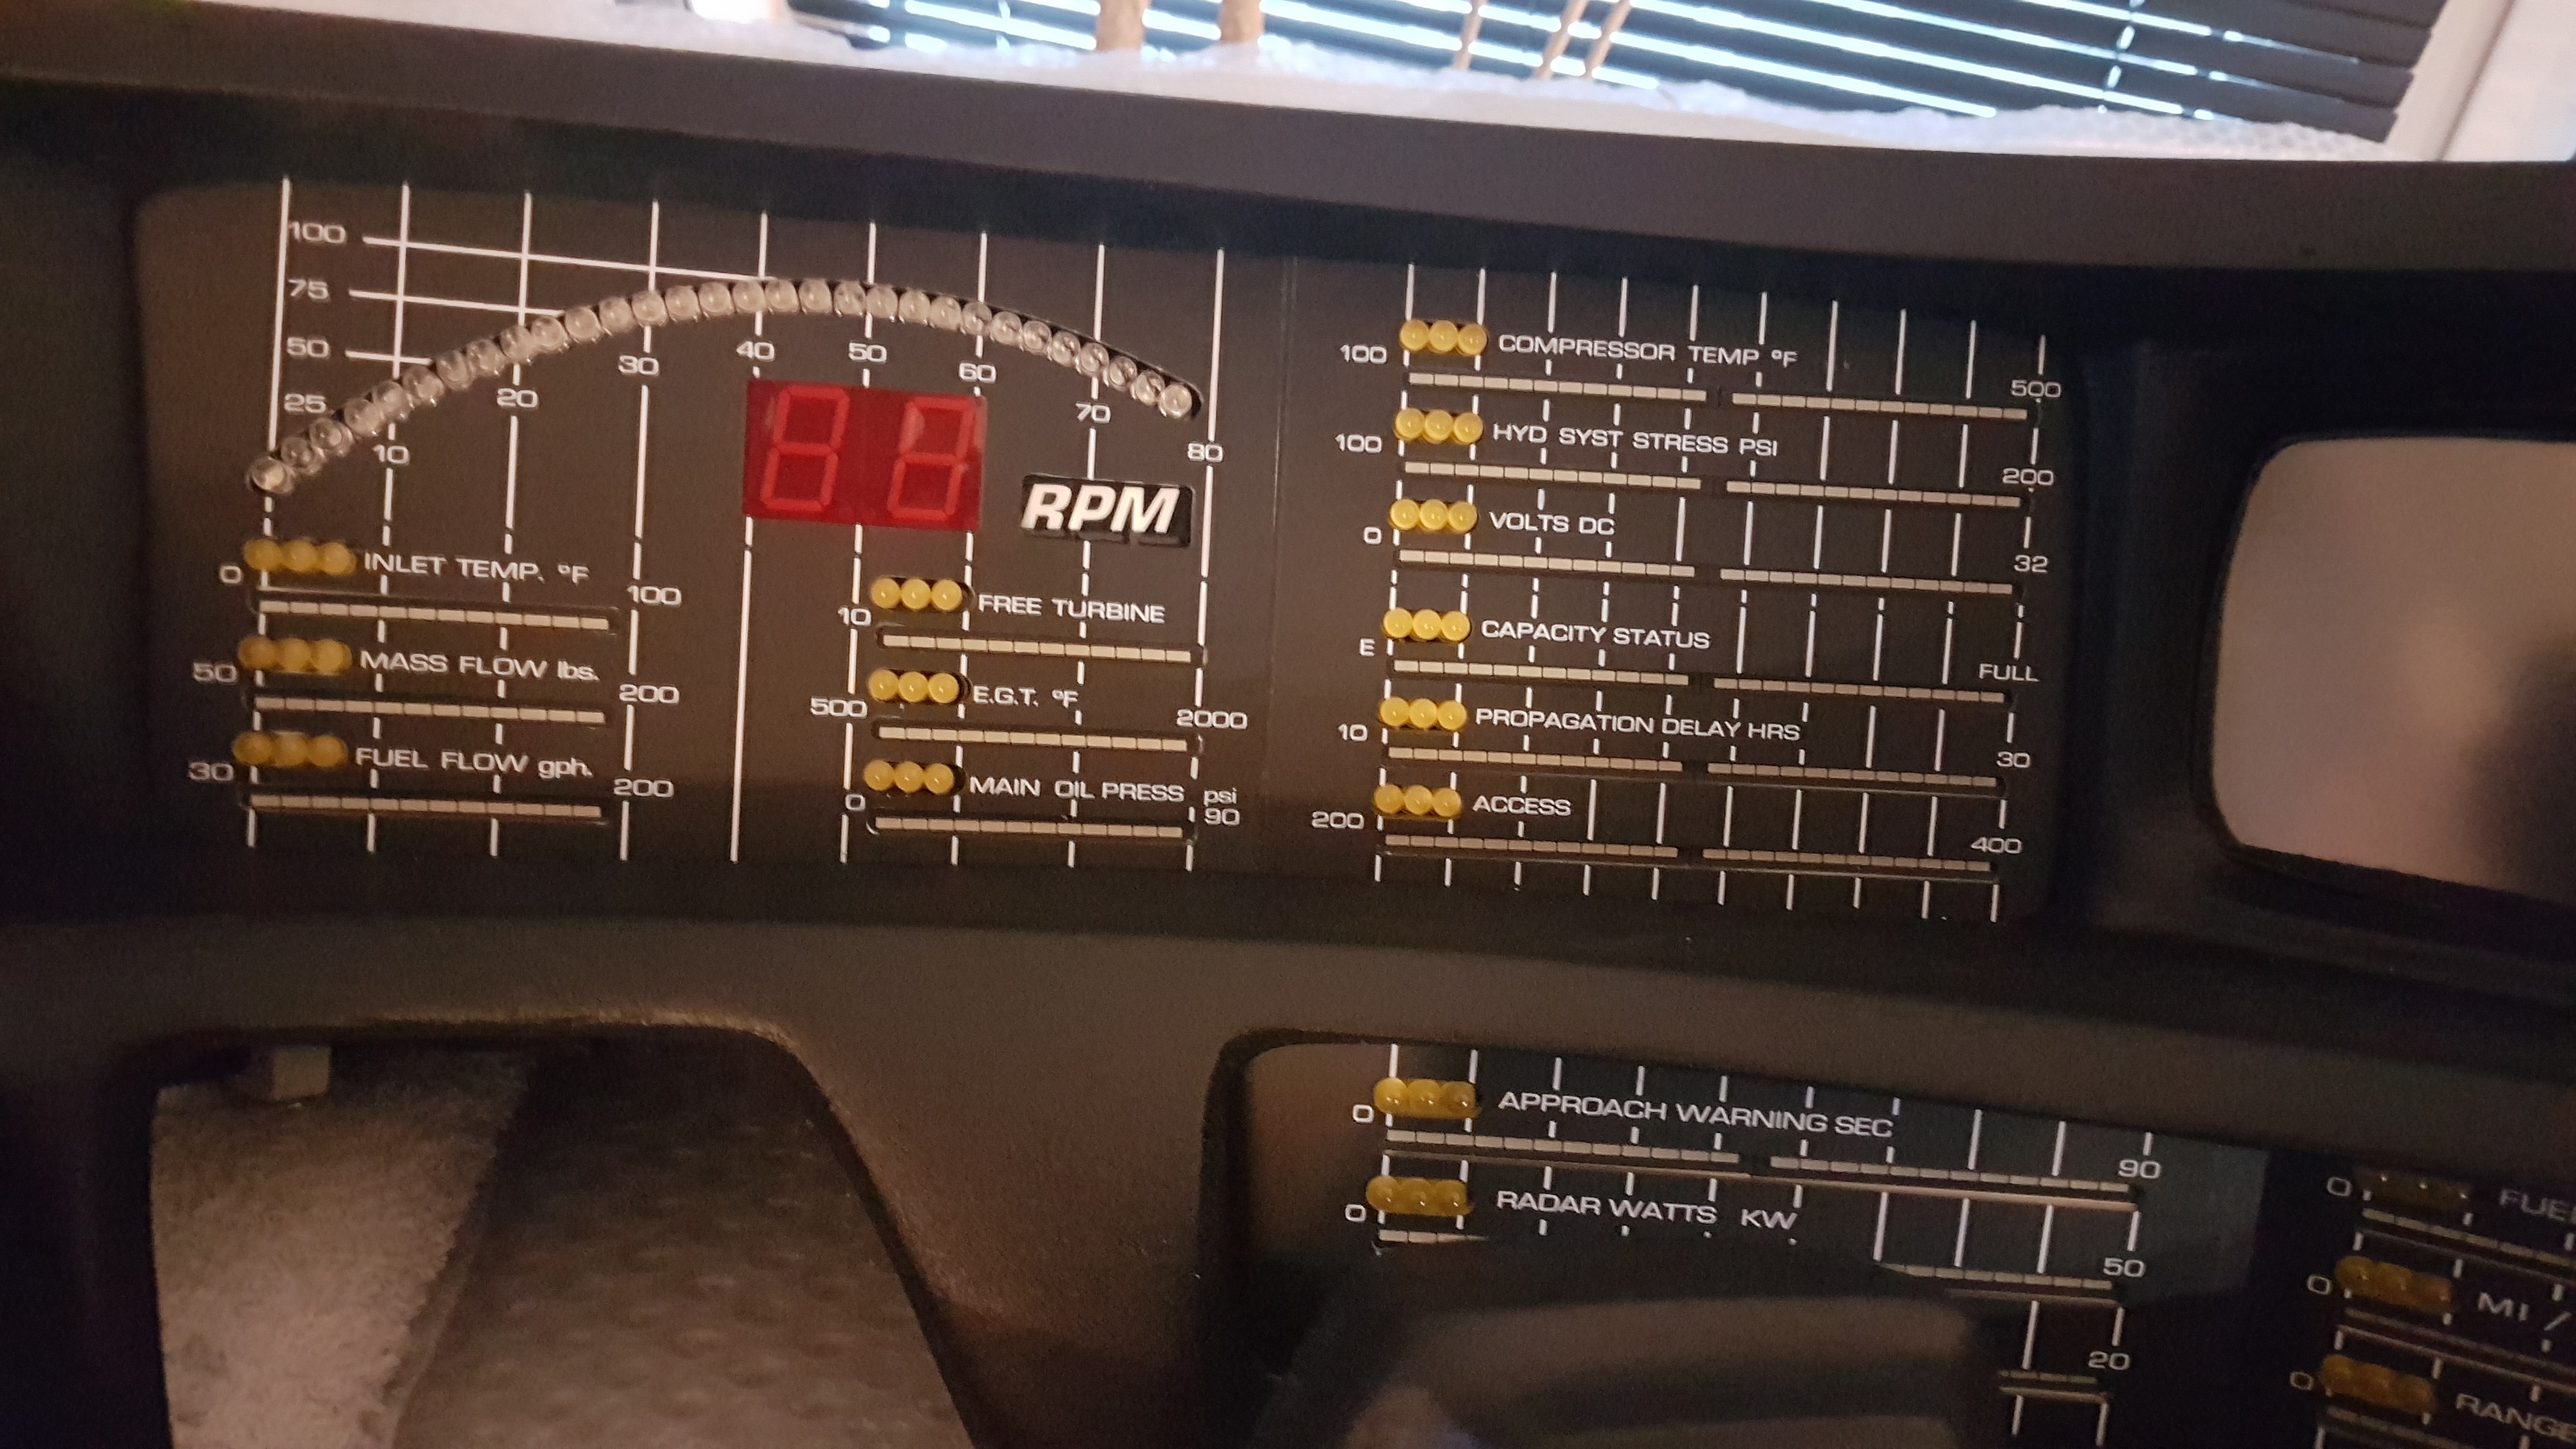 100
75
50
25
10
20
30
40
50
60
70
80
RPM
INLET TEMP. °F
0
100
MASS FLOW lbs.
50
200
FUEL FLOW gph.
30
200
FREE TURBINE
10
E.G.T. °F
500
2000
MAIN OIL PRESS psi
0
90
COMPRESSOR TEMP °F
100
500
HYD SYST STRESS PSI
100
200
VOLTS DC
0
32
CAPACITY STATUS
E
FULL
PROPAGATION DELAY HRS
10
30
ACCESS
200
400
APPROACH WARNING SEC
0
90
RADAR WATTS KW
0
50
20
0
FUE
0
MI /
0
RANGE